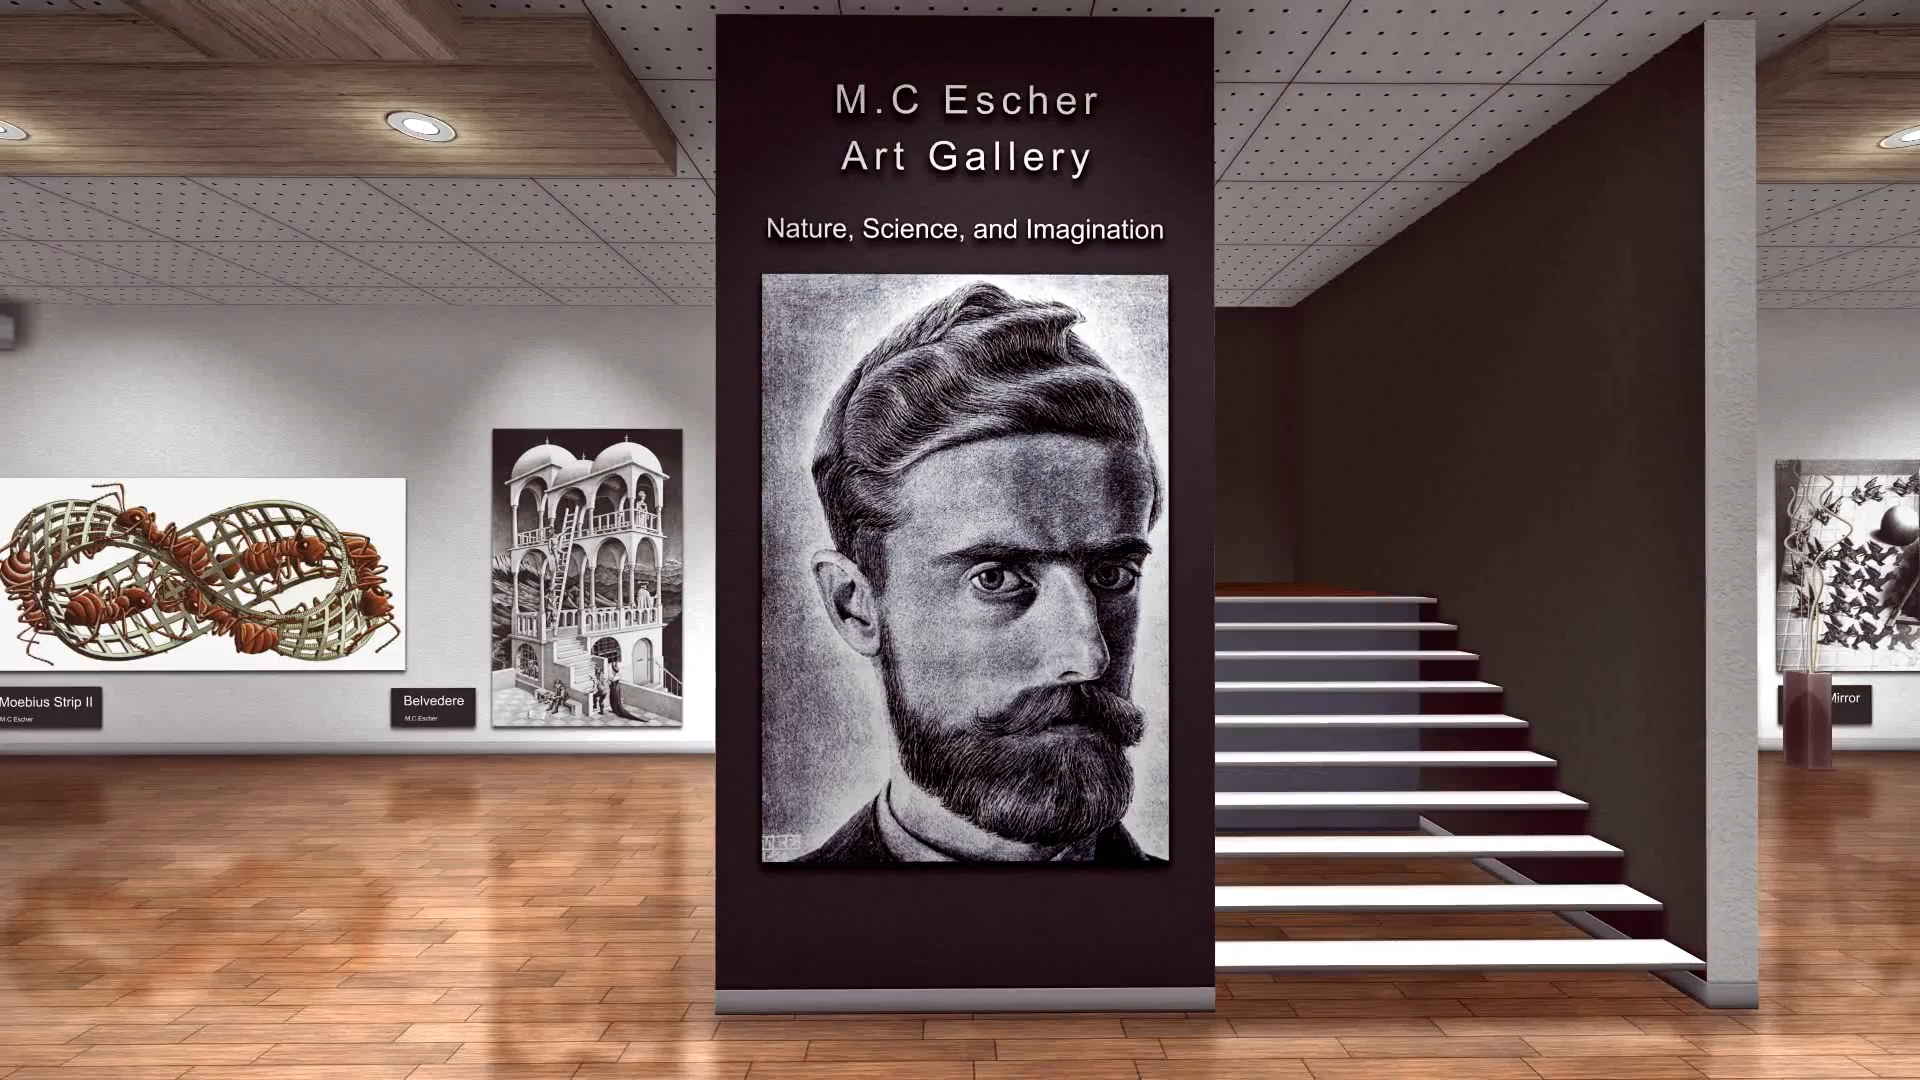 M.C Escher
Art Gallery
Nature, Science, and Imagination
Moebius Strip II
M.C Escher
Belvedere
M.C.Escher
Mirror